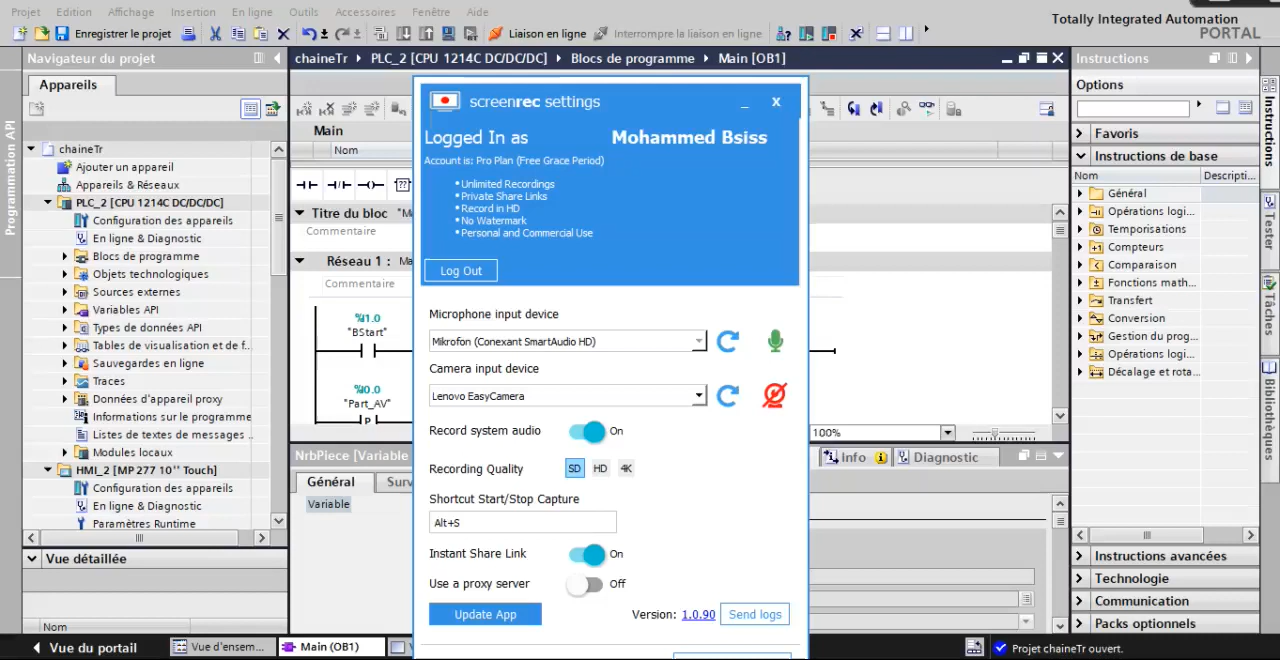 Projet Edition Affichage Insertion En ligne Outils Accessoires Fenêtre Aide
Totally Integrated Automation
PORTAL
Enregistrer le projet
Liaison en ligne
Interrompre la liaison en ligne
Navigateur du projet
chaineTr
PLC_2 [CPU 1214C DC/DC/DC]
Blocs de programme
Main [OB1]
Instructions
Appareils
Options
Programmation API
Main
Nom
chaineTr
Ajouter un appareil
Appareils & Réseaux
PLC_2 [CPU 1214C DC/DC/DC]
Configuration des appareils
En ligne & Diagnostic
Blocs de programme
Objets technologiques
Sources externes
Variables API
Types de données API
Tables de visualisation et de f...
Sauvegardes en ligne
Traces
Données d'appareil proxy
Informations sur le programme
Listes de textes de messages ..
Modules locaux
HMI_2 [MP 277 10'' Touch]
Configuration des appareils
En ligne & Diagnostic
Paramètres Runtime
Vue détaillée
Nom
Titre du bloc "M
Commentaire
Réseau 1 : Ma
Commentaire
%I1.0
"BStart"
%I0.0
"Part_AV"
P
??
100%
NrbPiece [Variable
Info
Diagnostic
Général
Surv
Variable
screenrec settings
_ X
Logged In as Mohammed Bsiss
Account is: Pro Plan (Free Grace Period)
• Unlimited Recordings
• Private Share Links
• Record in HD
• No Watermark
• Personal and Commercial Use
Log Out
Microphone input device
Mikrofon (Conexant SmartAudio HD)
Camera input device
Lenovo EasyCamera
Record system audio On
Recording Quality SD HD 4K
Shortcut Start/Stop Capture
Alt+S
Instant Share Link On
Use a proxy server Off
Update App
Version: 1.0.90
Send logs
Favoris
Instructions de base
Nom Descripti...
Général
Opérations logi...
Temporisations
Compteurs
Comparaison
Fonctions math...
Transfert
Conversion
Gestion du prog...
Opérations logi...
Décalage et rota...
Instructions avancées
Technologie
Communication
Packs optionnels
Instructions
Tester
Tâches
Bibliothèques
Vue du portail
Vue d'ensem...
Main (OB1)
Projet chaineTr ouvert.